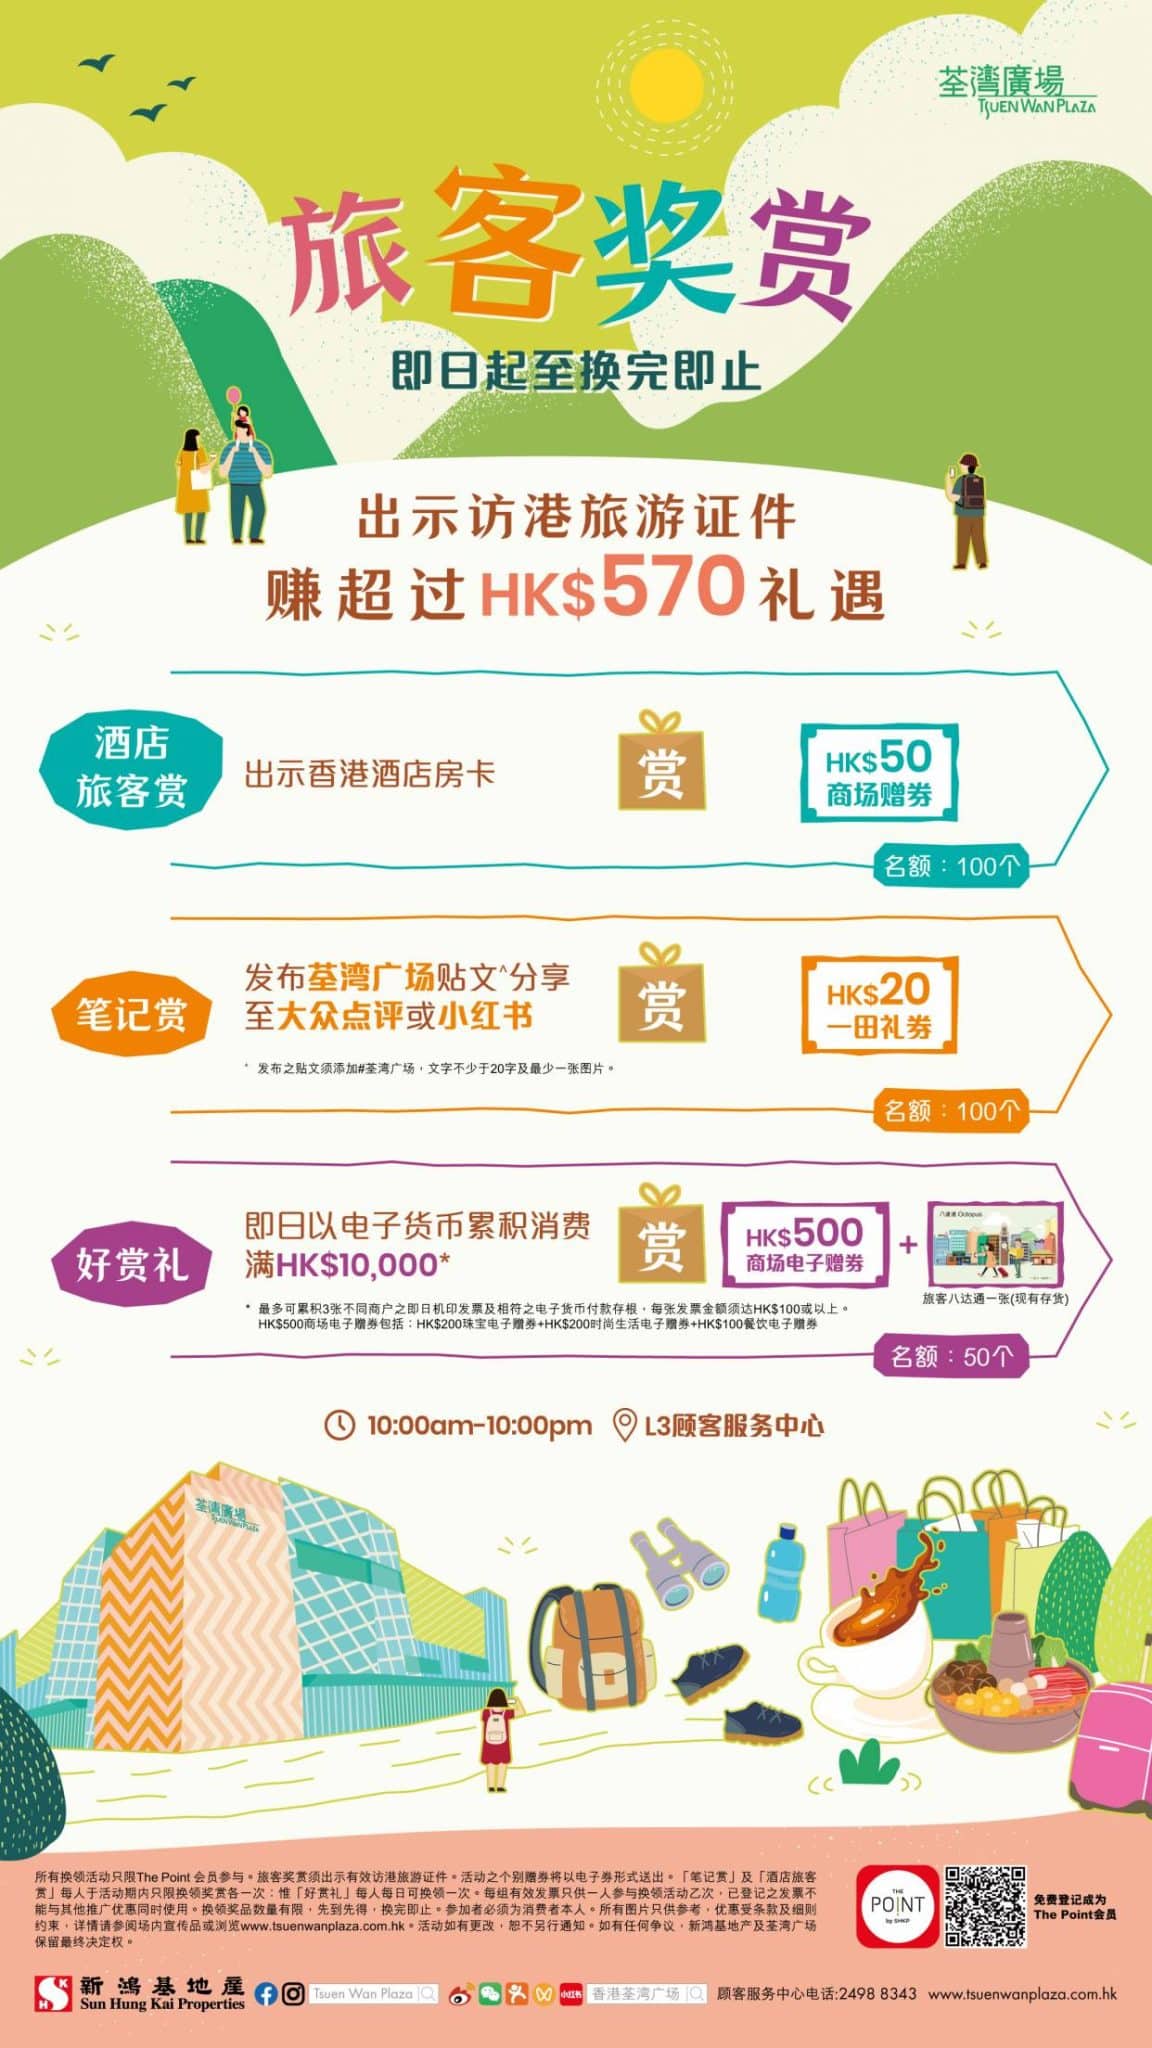 荃灣廣場
TSUEN WAN PLAZA
旅客奖赏
即日起至换完即止
出示访港旅游证件
赚超过HK$570礼遇
酒店
旅客赏
出示香港酒店房卡
赏
HK$50
商场赠券
名额：100个
笔记赏
发布荃湾广场贴文^分享
至大众点评或小红书
^ 发布之贴文须添加#荃湾广场，文字不少于20字及最少一张图片。
赏
HK$20
一田礼券
名额：100个
好赏礼
即日以电子货币累积消费
满HK$10,000*
* 最多可累积3张不同商户之即日机印发票及相符之电子货币付款存根，每张发票金额须达HK$100或以上。
HK$500商场电子赠券包括：HK$200珠宝电子赠券+HK$200时尚生活电子赠券+HK$100餐饮电子赠券
赏
HK$500
商场电子赠券
+
八達通 Octopus
旅客八达通一张(现有存货)
名额：50个
10:00am-10:00pm L3顾客服务中心
荃灣廣場
TSUEN WAN PLAZA
所有换领活动只限The Point 会员参与。旅客奖赏须出示有效访港旅游证件。活动之个别赠券将以电子券形式送出。「笔记赏」及「酒店旅客
赏」每人于活动期内只限换领奖赏各一次：惟「好赏礼」每人每日可换领一次。每组有效发票只供一人参与换领活动乙次，已登记之发票不
能与其他推广优惠同时使用。换领奖品数量有限，先到先得，换完即止。参加者必须为消费者本人。所有图片只供参考，优惠受条款及细则
约束，详情请参阅场内宣传品或浏览www.tsuenwanplaza.com.hk。活动如有更改，恕不另行通知。如有任何争议，新鸿基地产及荃湾广场
保留最终决定权。
THE
POINT
by SHKP
免费登记成为
The Point会员
新鴻基地產
Sun Hung Kai Properties
Tsuen Wan Plaza
小红书
香港荃湾广场
顾客服务中心电话:2498 8343 www.tsuenwanplaza.com.hk